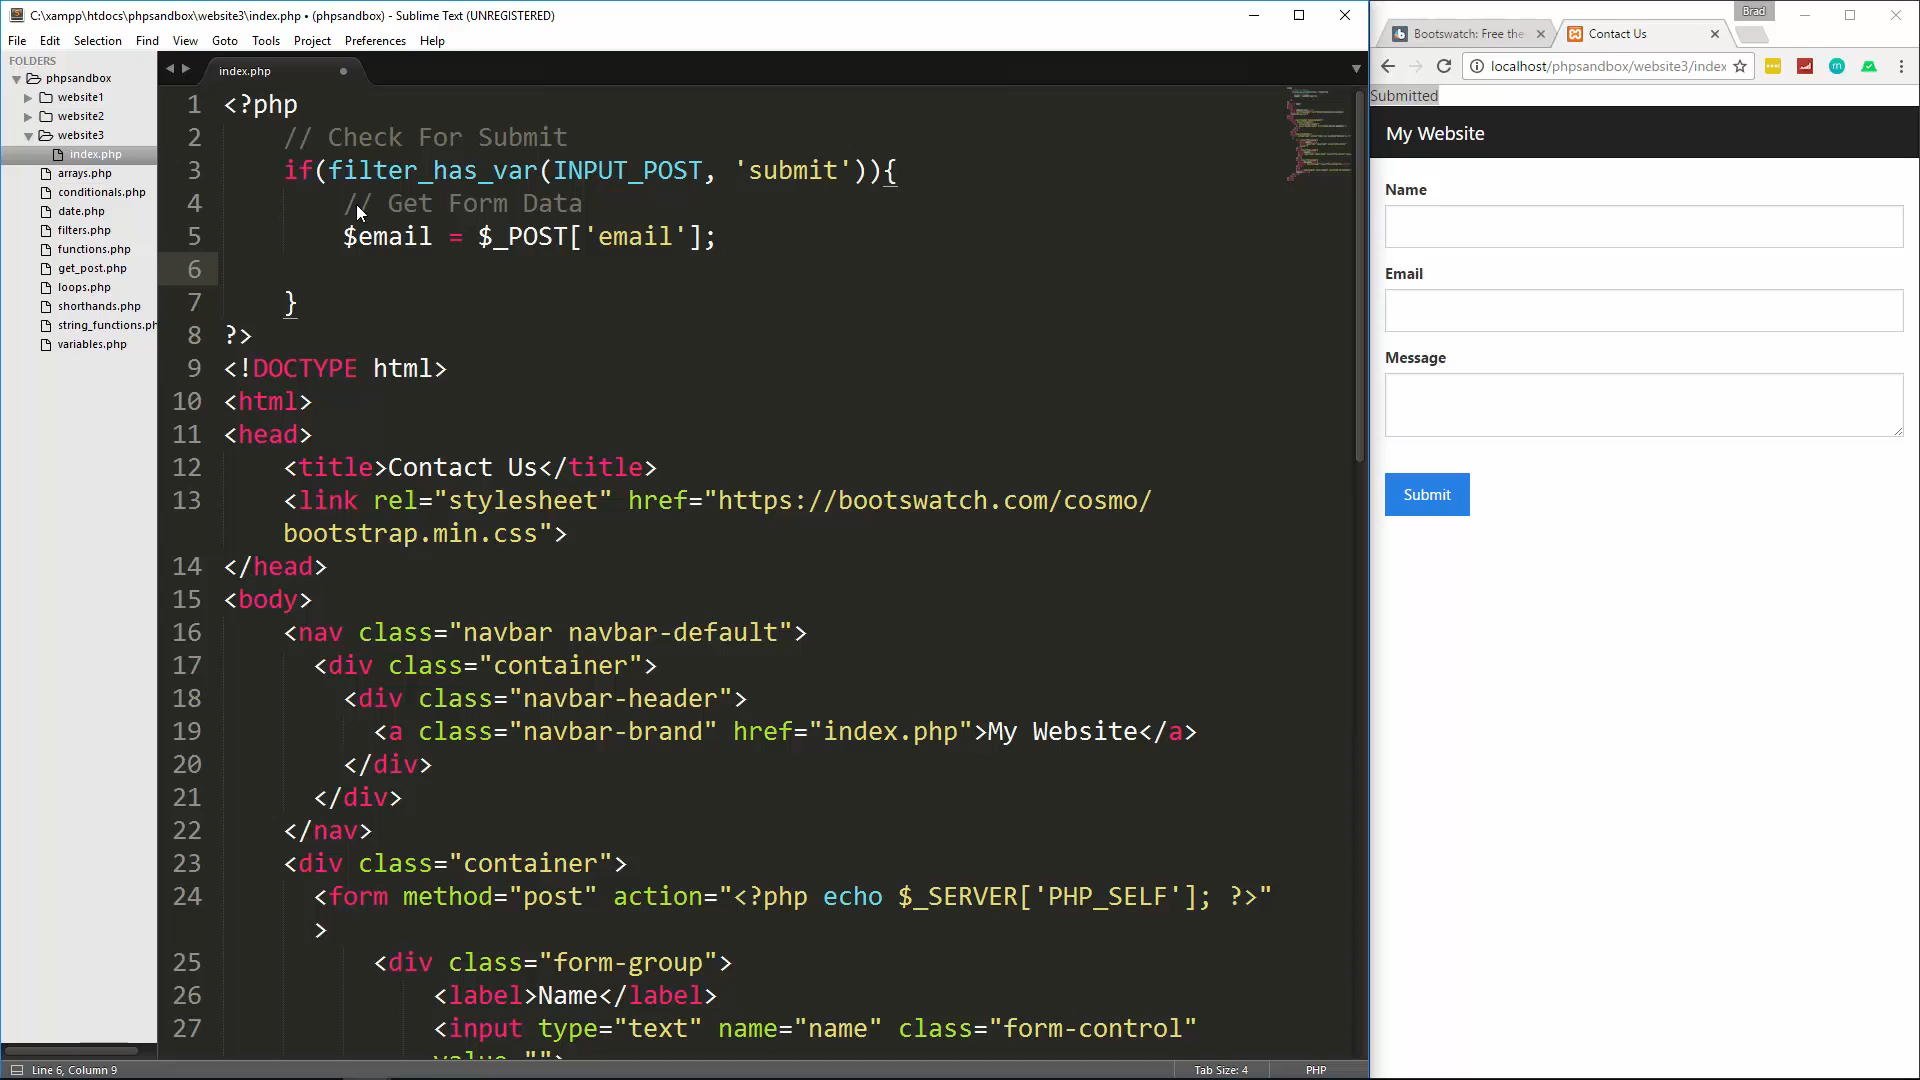 C:\xampp\htdocs\phpsandbox\website3\index.php • (phpsandbox) - Sublime Text (UNREGISTERED)
File Edit Selection Find View Goto Tools Project Preferences Help
FOLDERS
phpsandbox
website1
website2
website3
index.php
arrays.php
conditionals.php
date.php
filters.php
functions.php
get_post.php
loops.php
shorthands.php
string_functions.ph
variables.php
index.php
1 <?php
2 // Check For Submit
3 if(filter_has_var(INPUT_POST, 'submit')){
4 // Get Form Data
5 $email = $_POST['email'];
6
7 }
8 ?>
9 <!DOCTYPE html>
10 <html>
11 <head>
12 <title>Contact Us</title>
13 <link rel="stylesheet" href="https://bootswatch.com/cosmo/
bootstrap.min.css">
14 </head>
15 <body>
16 <nav class="navbar navbar-default">
17 <div class="container">
18 <div class="navbar-header">
19 <a class="navbar-brand" href="index.php">My Website</a>
20 </div>
21 </div>
22 </nav>
23 <div class="container">
24 <form method="post" action="<?php echo $_SERVER['PHP_SELF']; ?>"
>
25 <div class="form-group">
26 <label>Name</label>
27 <input type="text" name="name" class="form-control"
value="">
Line 6, Column 9
Tab Size: 4
PHP
Brad
Bootswatch: Free the
Contact Us
localhost/phpsandbox/website3/index
Submitted
My Website
Name
Email
Message
Submit